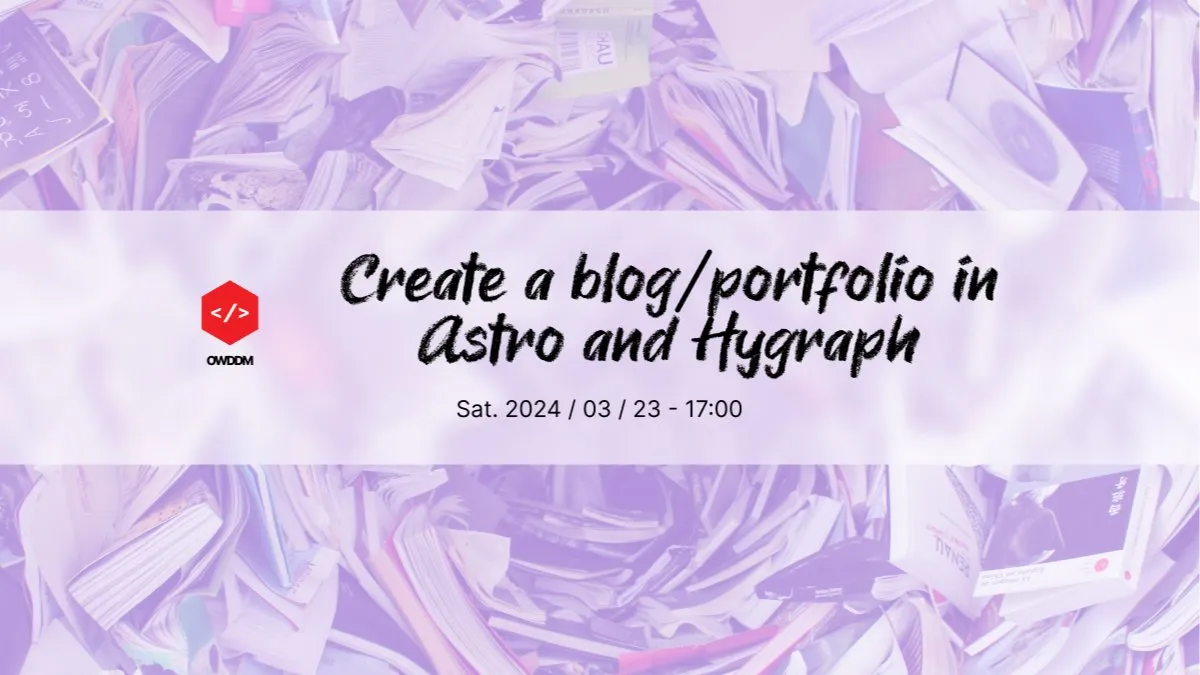 </>
OWDDM
Create a blog/portfolio in
Astro and Hygraph
Sat. 2024 / 03 / 23 - 17:00